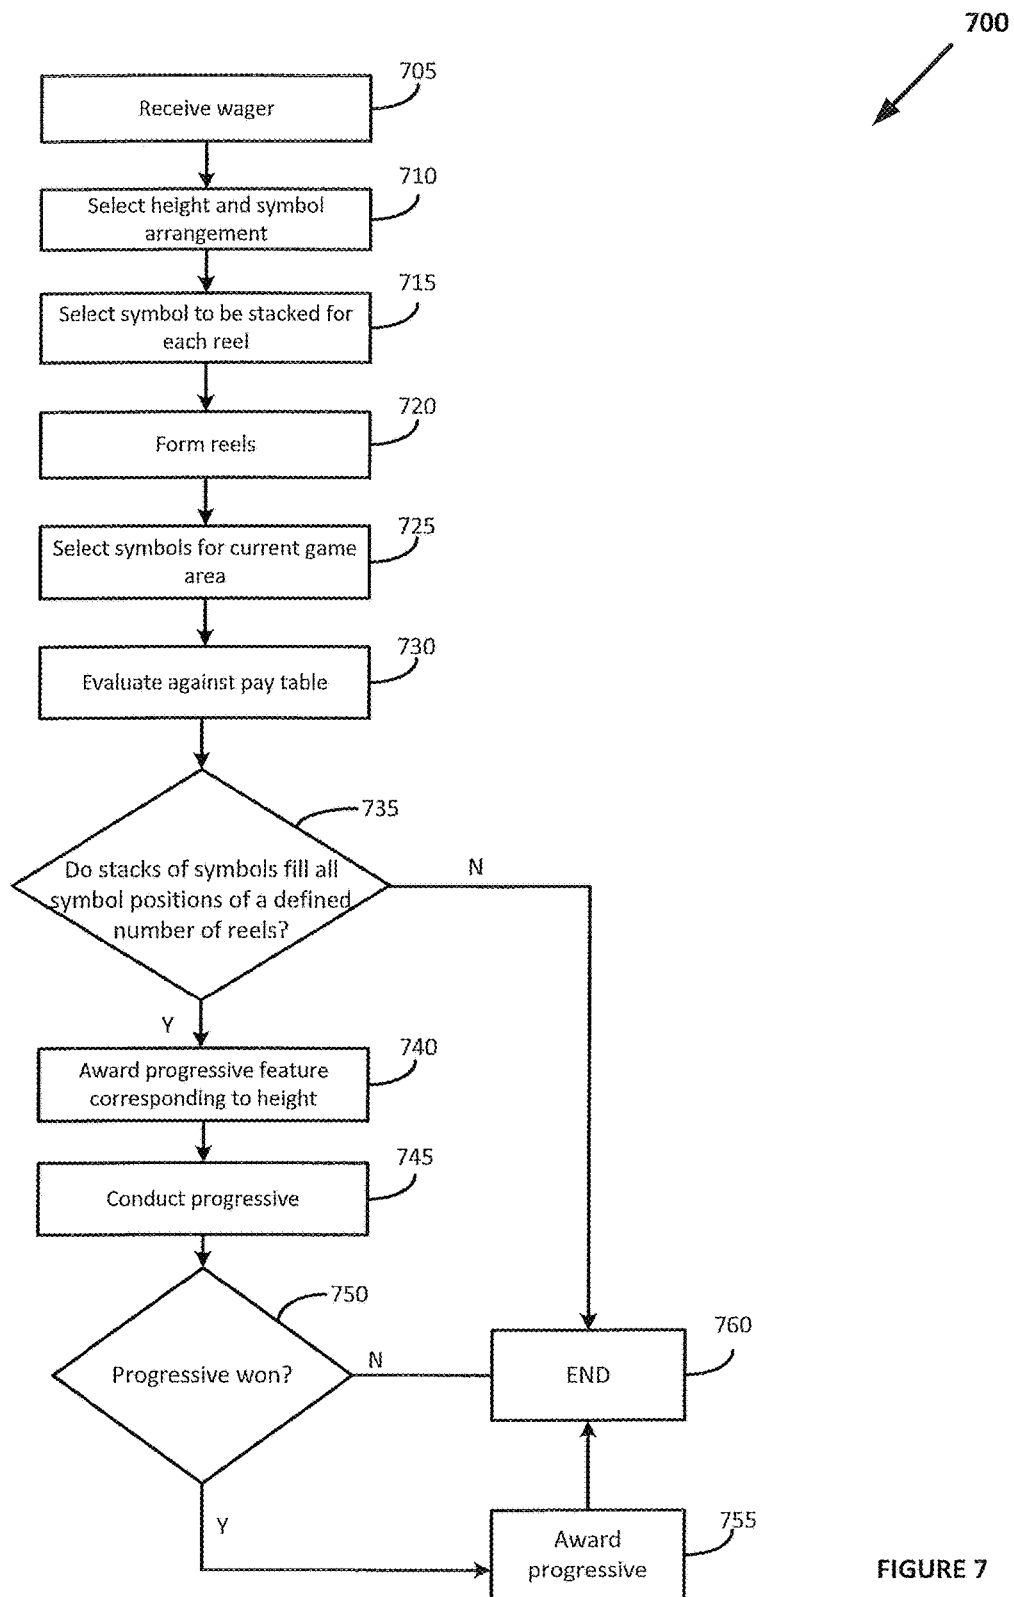 700
705
Receive wager
710
Select height and symbol
arrangement
715
Select symbol to be stacked for
each reel
720
Form reels
725
Select symbols for current game
area
730
Evaluate against pay table
735
Do stacks of symbols fill all
symbol positions of a defined
number of reels?
N
Y
740
Award progressive feature
corresponding to height
745
Conduct progressive
750
Progressive won?
N
760
END
Y
755
Award
progressive
FIGURE 7